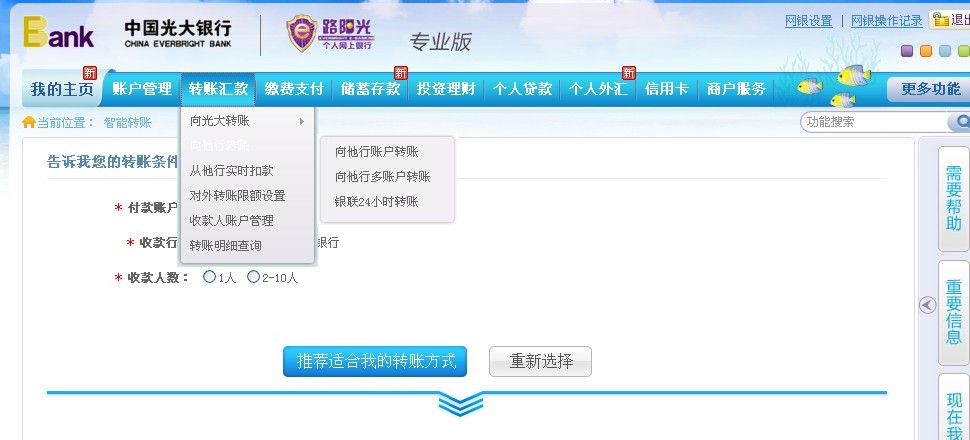 Bank
中国光大银行
CHINA EVERBRIGHT BANK
路阳光
个人网上银行
专业版
网银设置 | 网银操作记录
退出
新 新 新
我的主页 账户管理 转账汇款 缴费支付 储蓄存款 投资理财 个人贷款 个人外汇 信用卡 商户服务 更多功能
当前位置： 智能转账
功能搜索
向光大转账
向他行转账
从他行实时扣款
对外转账限额设置
收款人账户管理
转账明细查询
向他行账户转账
向他行多账户转账
银联24小时转账
告诉我您的转账条件
* 付款账户
* 收款行
银行
* 收款人数： 1人 2-10人
推荐适合我的转账方式 重新选择
需要帮助
重要信息
现在我